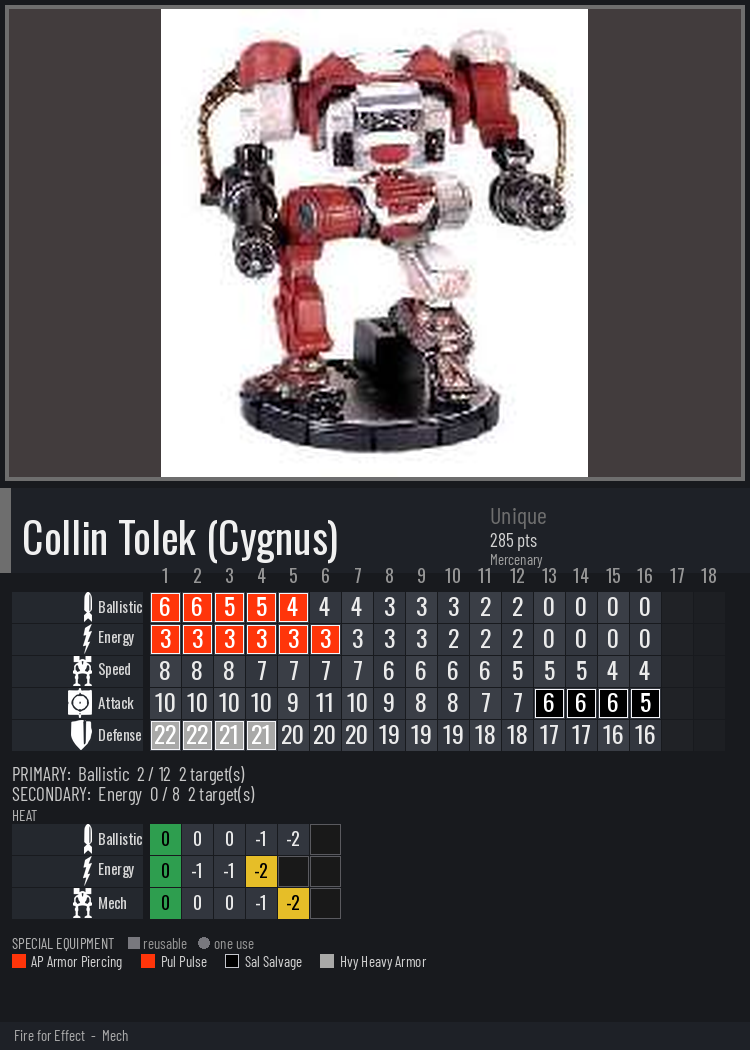 Collin Tolek (Cygnus)
Unique
285 pts
Mercenary
1 2 3 4 5 6 7 8 9 10 11 12 13 14 15 16 17 18
Ballistic 6 6 5 5 4 4 4 3 3 3 2 2 0 0 0 0
Energy 3 3 3 3 3 3 3 3 3 2 2 2 0 0 0 0
Speed 8 8 8 7 7 7 7 6 6 6 6 5 5 5 4 4
Attack 10 10 10 10 9 11 10 9 8 8 7 7 6 6 6 5
Defense 22 22 21 21 20 20 20 19 19 19 18 18 17 17 16 16
PRIMARY: Ballistic 2 / 12 2 target(s)
SECONDARY: Energy 0 / 8 2 target(s)
HEAT
Ballistic 0 0 0 -1 -2
Energy 0 -1 -1 -2
Mech 0 0 0 -1 -2
SPECIAL EQUIPMENT reusable one use
AP Armor Piercing Pul Pulse Sal Salvage Hvy Heavy Armor
Fire for Effect - Mech